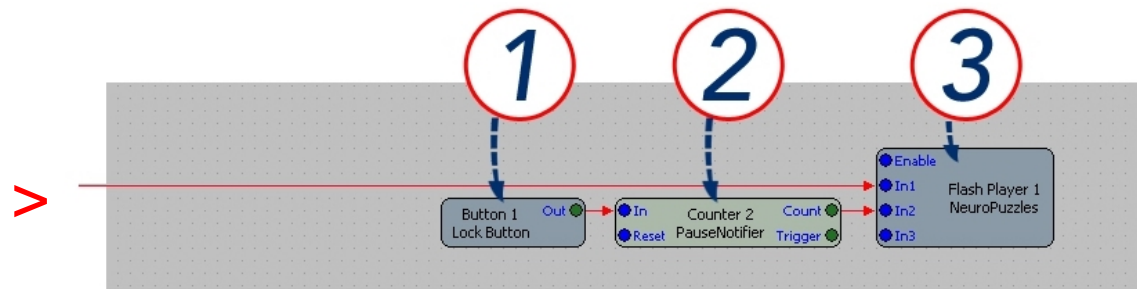 1
2
3
>
Button 1
Lock Button
Out
In
Reset
Counter 2
PauseNotifier
Count
Trigger
Enable
In1
In2
In3
Flash Player 1
NeuroPuzzles